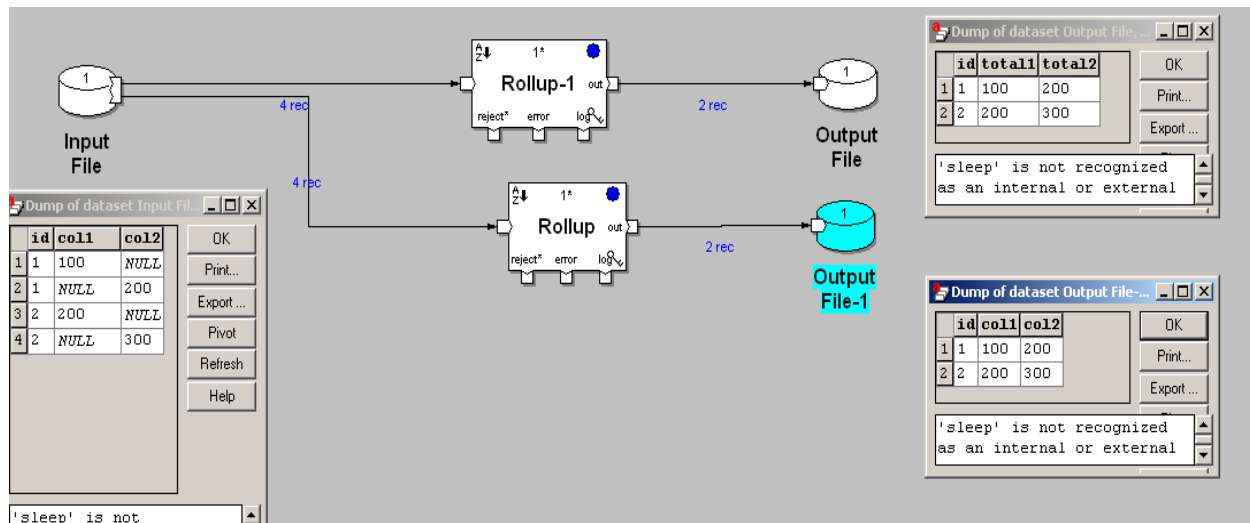 1
Input
File
4 rec
4 rec
A
Z
1*
Rollup-1
out
reject*
error
log
2 rec
1
Output
File
A
Z
1*
Rollup
out
reject*
error
log
2 rec
1
Output
File-1
Dump of dataset Input Fil...
id col1 col2
1 1 100 NULL
2 1 NULL 200
3 2 200 NULL
4 2 NULL 300
OK
Print...
Export ...
Pivot
Refresh
Help
'sleep' is not
Dump of dataset Output File, ...
id total1 total2
1 1 100 200
2 2 200 300
OK
Print...
Export ...
'sleep' is not recognized
as an internal or external
Dump of dataset Output File-...
id col1 col2
1 1 100 200
2 2 200 300
OK
Print...
Export ...
'sleep' is not recognized
as an internal or external